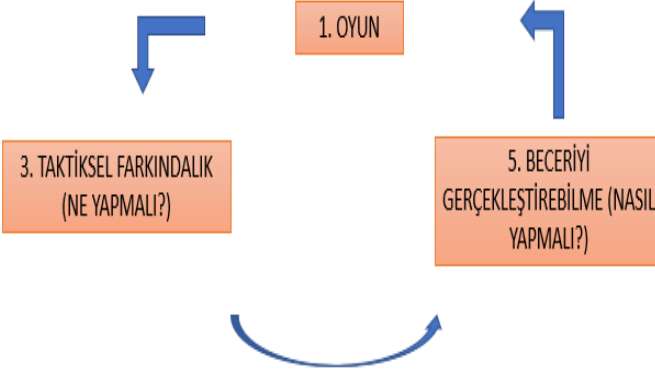 1. OYUN
3. TAKTİKSEL FARKINDALIK
(NE YAPMALI?)
5. BECERİYİ
GERÇEKLEŞTİREBİLME (NASIL
YAPMALI?)